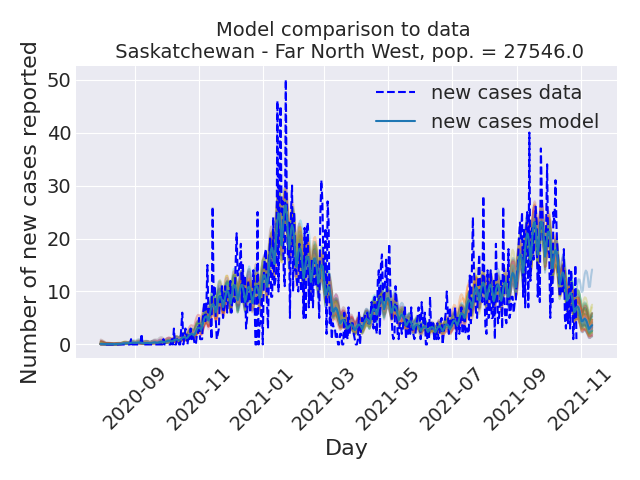 Model comparison to data
Saskatchewan - Far North West, pop. = 27546.0
Number of new cases reported
50
40
30
20
10
0
new cases data
new cases model
2020-09
2020-11
2021-01
2021-03
2021-05
2021-07
2021-09
2021-11
Day